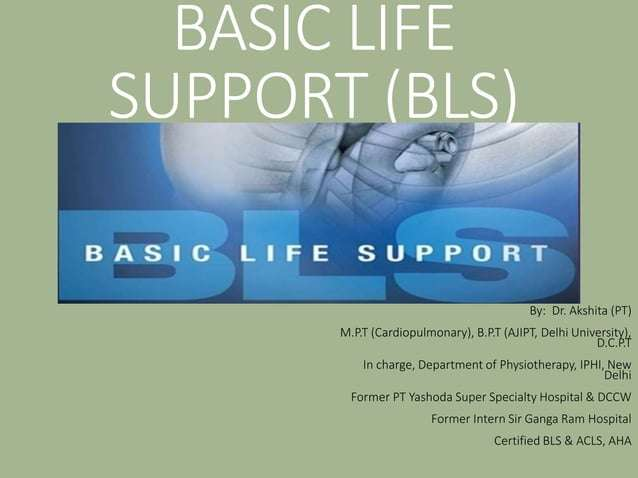 BASIC LIFE
SUPPORT (BLS)
BLS
BASIC LIFE SUPPORT
By: Dr. Akshita (PT)
M.P.T (Cardiopulmonary), B.P.T (AJIPT, Delhi University),
D.C.P.T
In charge, Department of Physiotherapy, IPHI, New
Delhi
Former PT Yashoda Super Specialty Hospital & DCCW
Former Intern Sir Ganga Ram Hospital
Certified BLS & ACLS, AHA